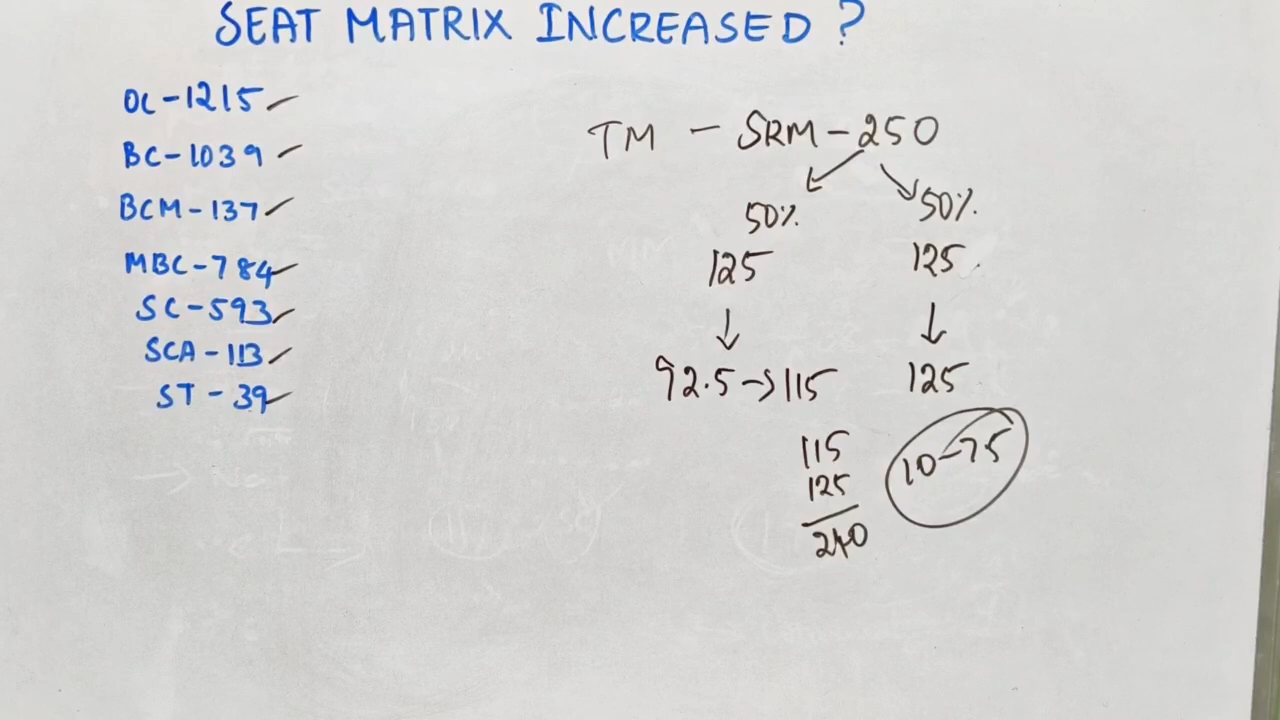 SEAT MATRIX INCREASED ?
OC-1215
BC-1039
BCM-137
MBC-784
SC-593
SCA-113
ST-39
TM - SRM-250
50% 50%
125 125
92.5→115 125
115
125
240
10-75